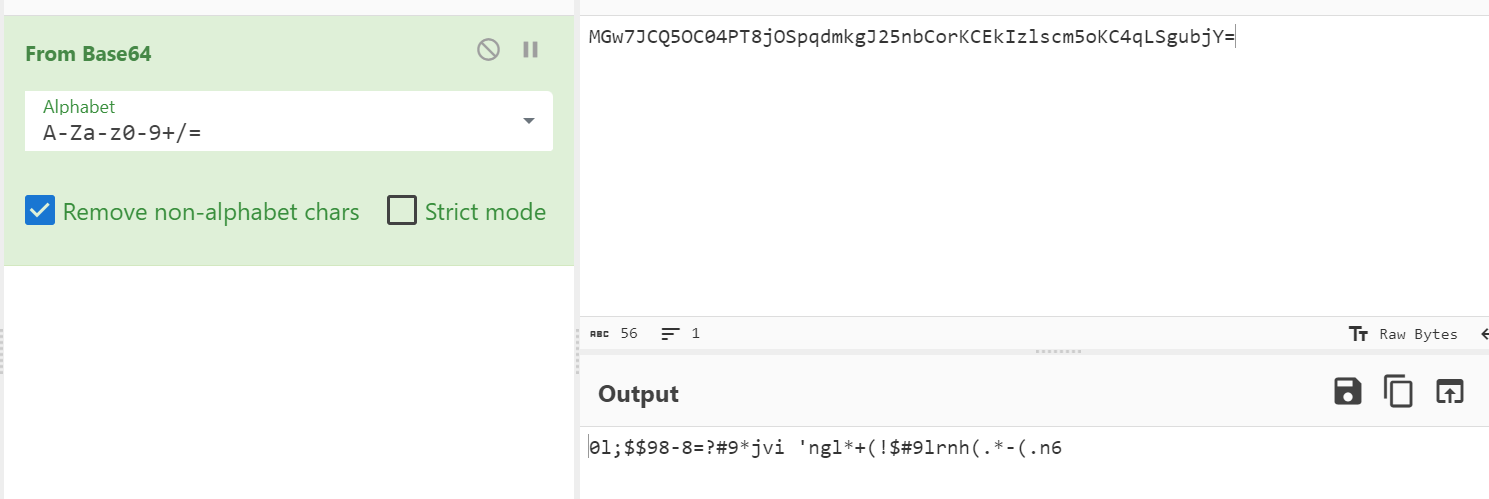 From Base64
Alphabet
A-Za-z0-9+/=
Remove non-alphabet chars
Strict mode
MGw7JCQ5OC04PT8jOSpqdmkgJ25nbCorKCEkIzlscm5oKC4qLSgubjY=
ABC 56 1
Tт Raw Bytes
Output
0l;$$98-8=?#9*jvi 'ngl*+(!$#9lrnh(.*-(.n6